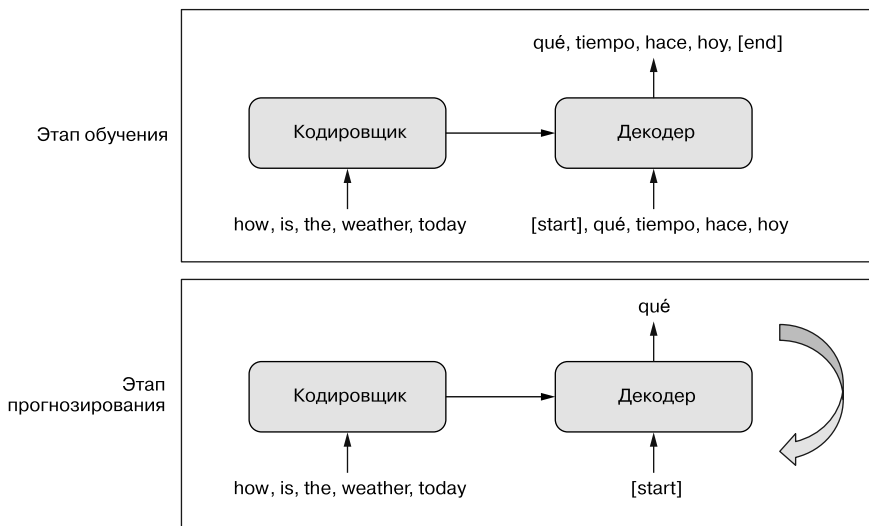 qué, tiempo, hace, hoy, [end]
Этап обучения
Кодировщик
Декодер
how, is, the, weather, today
[start], qué, tiempo, hace, hoy
qué
Этап
прогнозирования
Кодировщик
Декодер
how, is, the, weather, today
[start]